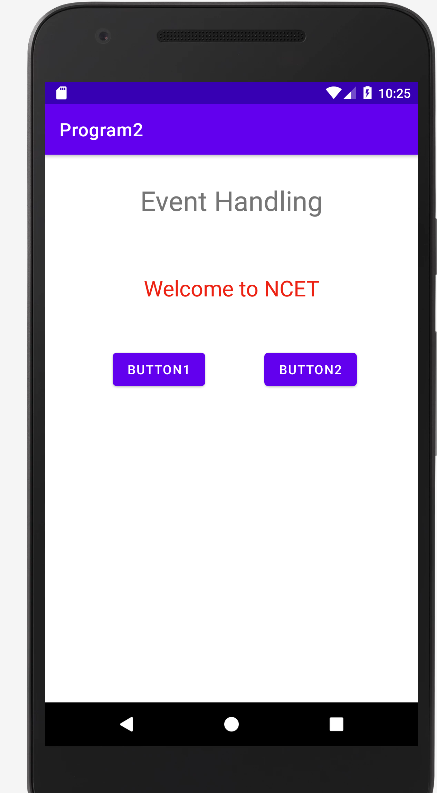 10:25
Program2
Event Handling
Welcome to NCET
BUTTON1 BUTTON2